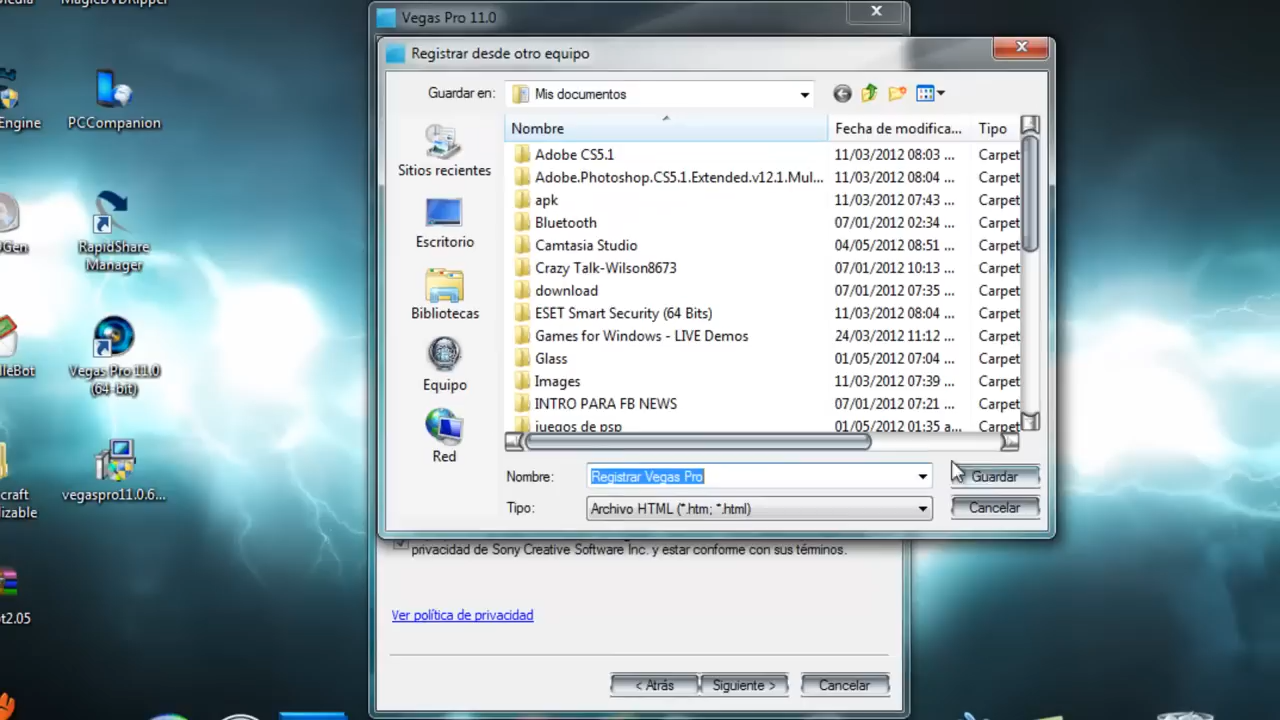 MagicDVDRipper
Engine
PCCompanion
Gen
RapidShare
Manager
Vegas Pro 11.0
(64-bit)
vegaspro11.0.6...
craft
lizable
t2.05
Vegas Pro 11.0
Registrar desde otro equipo
Guardar en:
Mis documentos
Nombre
Fecha de modifica...
Tipo
Sitios recientes
Escritorio
Bibliotecas
Equipo
Red
Adobe CS5.1
11/03/2012 08:03 ...
Carpet
Adobe.Photoshop.CS5.1.Extended.v12.1.Mul...
11/03/2012 08:04 ...
Carpet
apk
11/03/2012 07:43 ...
Carpet
Bluetooth
07/01/2012 02:34 ...
Carpet
Camtasia Studio
04/05/2012 08:51 ...
Carpet
Crazy Talk-Wilson8673
07/01/2012 10:13 ...
Carpet
download
07/01/2012 07:35 ...
Carpet
ESET Smart Security (64 Bits)
11/03/2012 08:04 ...
Carpet
Games for Windows - LIVE Demos
24/03/2012 11:12 ...
Carpet
Glass
01/05/2012 07:04 ...
Carpet
Images
11/03/2012 07:39 ...
Carpet
INTRO PARA FB NEWS
07/01/2012 07:21 ...
Carpet
juegos de psp
01/05/2012 01:35 a...
Carpet
Nombre:
Registrar Vegas Pro
Guardar
Tipo:
Archivo HTML (*.htm; *.html)
Cancelar
privacidad de Sony Creative Software Inc. y estar conforme con sus términos.
Ver política de privacidad
< Atrás
Siguiente >
Cancelar